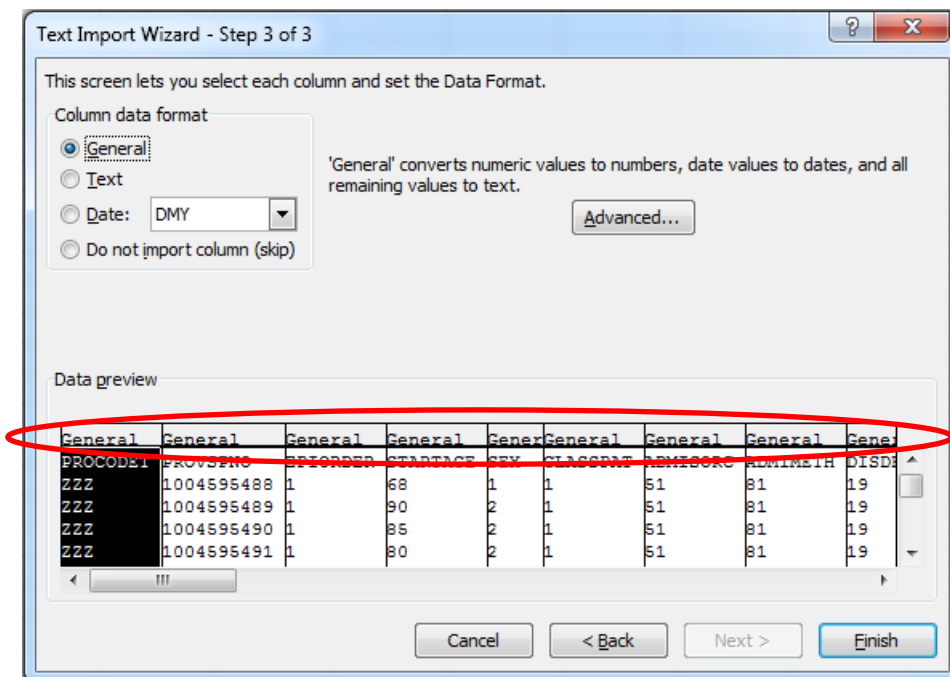 Text Import Wizard - Step 3 of 3
This screen lets you select each column and set the Data Format.
Column data format
General
Text
Date: DMY
Do not import column (skip)
'General' converts numeric values to numbers, date values to dates, and all
remaining values to text.
Advanced...
Data preview
General General General General Gener General General General Gener
PROCODET PROVSPNO EPIORDER STARTAGE SEX CLASSPAT ADMISORC ADMIMETH DISD
ZZZ 1004595488 1 68 1 1 51 81 19
ZZZ 1004595489 1 90 2 1 51 81 19
ZZZ 1004595490 1 85 2 1 51 81 19
ZZZ 1004595491 1 80 2 1 51 81 19
Cancel < Back Next > Finish